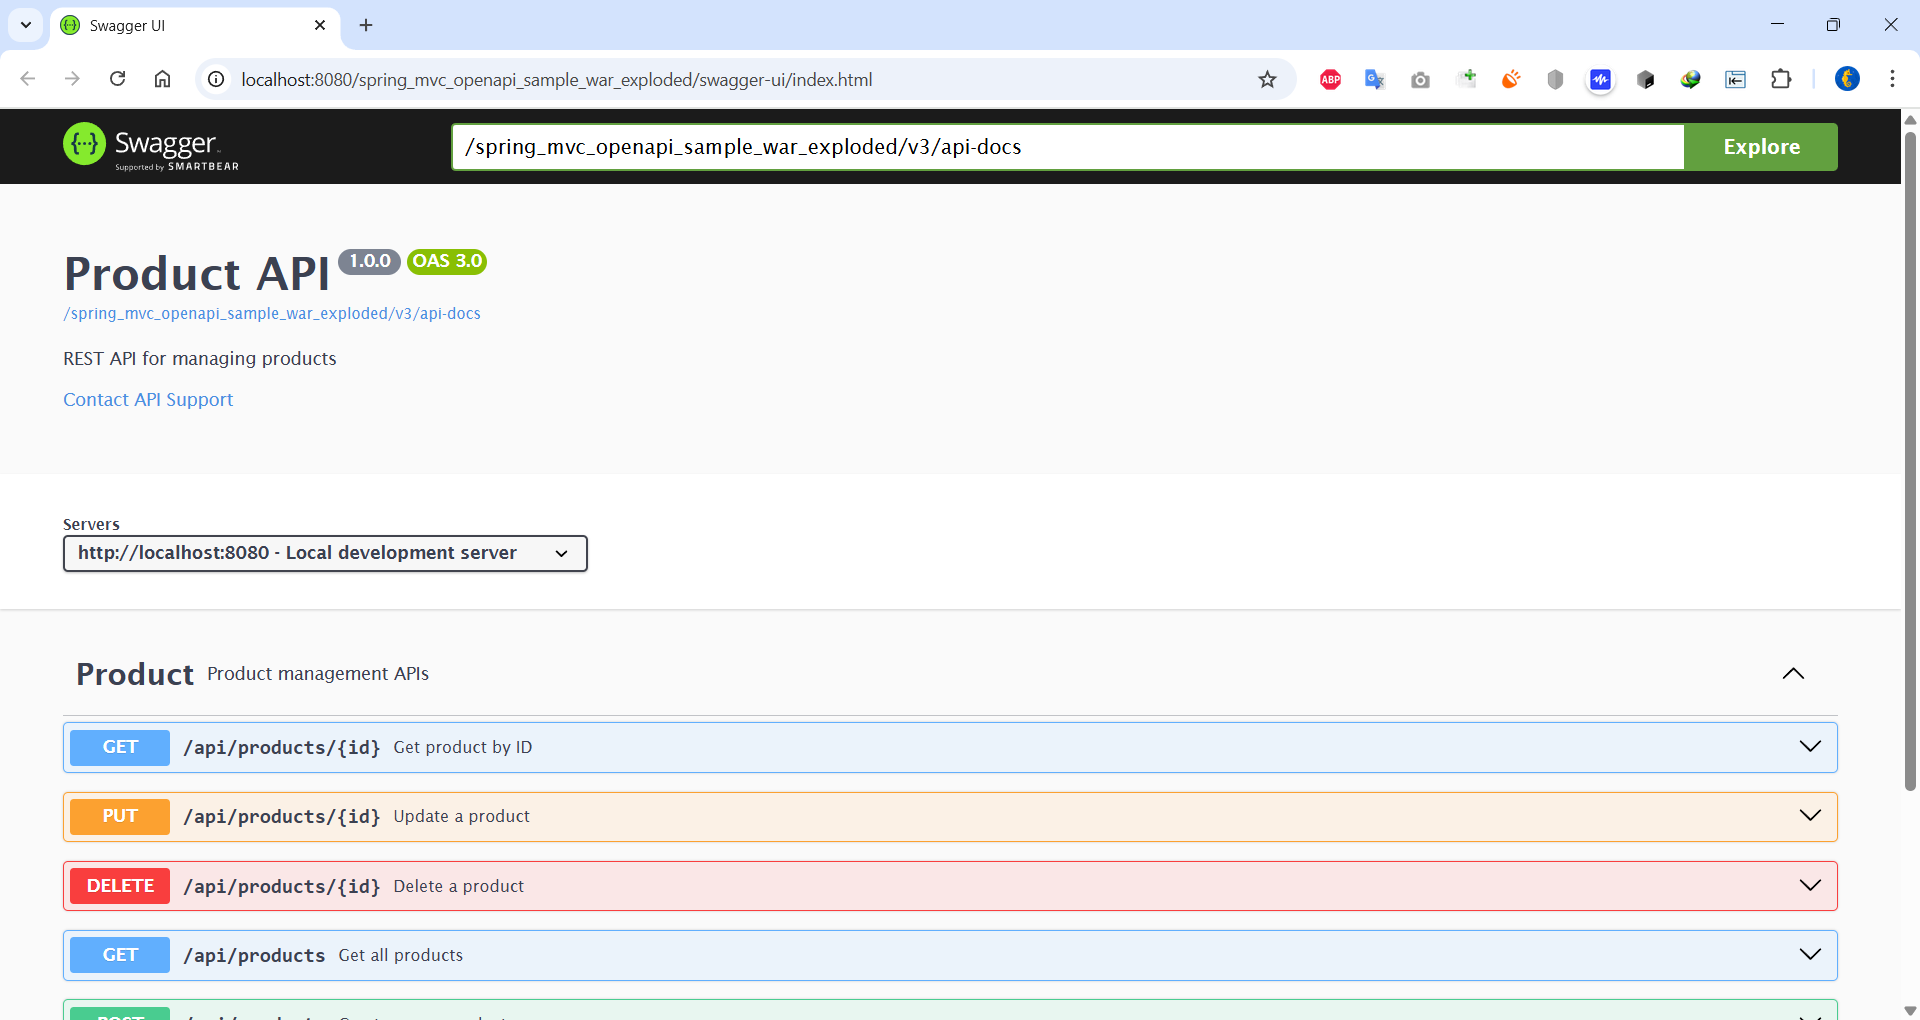 Swagger UI
localhost:8080/spring_mvc_openapi_sample_war_exploded/swagger-ui/index.html
ABP
Swagger
Supported by SMARTBEAR
/spring_mvc_openapi_sample_war_exploded/v3/api-docs
Explore
Product API 1.0.0 OAS 3.0
/spring_mvc_openapi_sample_war_exploded/v3/api-docs
REST API for managing products
Contact API Support
Servers
http://localhost:8080 - Local development server
Product Product management APIs
GET /api/products/{id} Get product by ID
PUT /api/products/{id} Update a product
DELETE /api/products/{id} Delete a product
GET /api/products Get all products